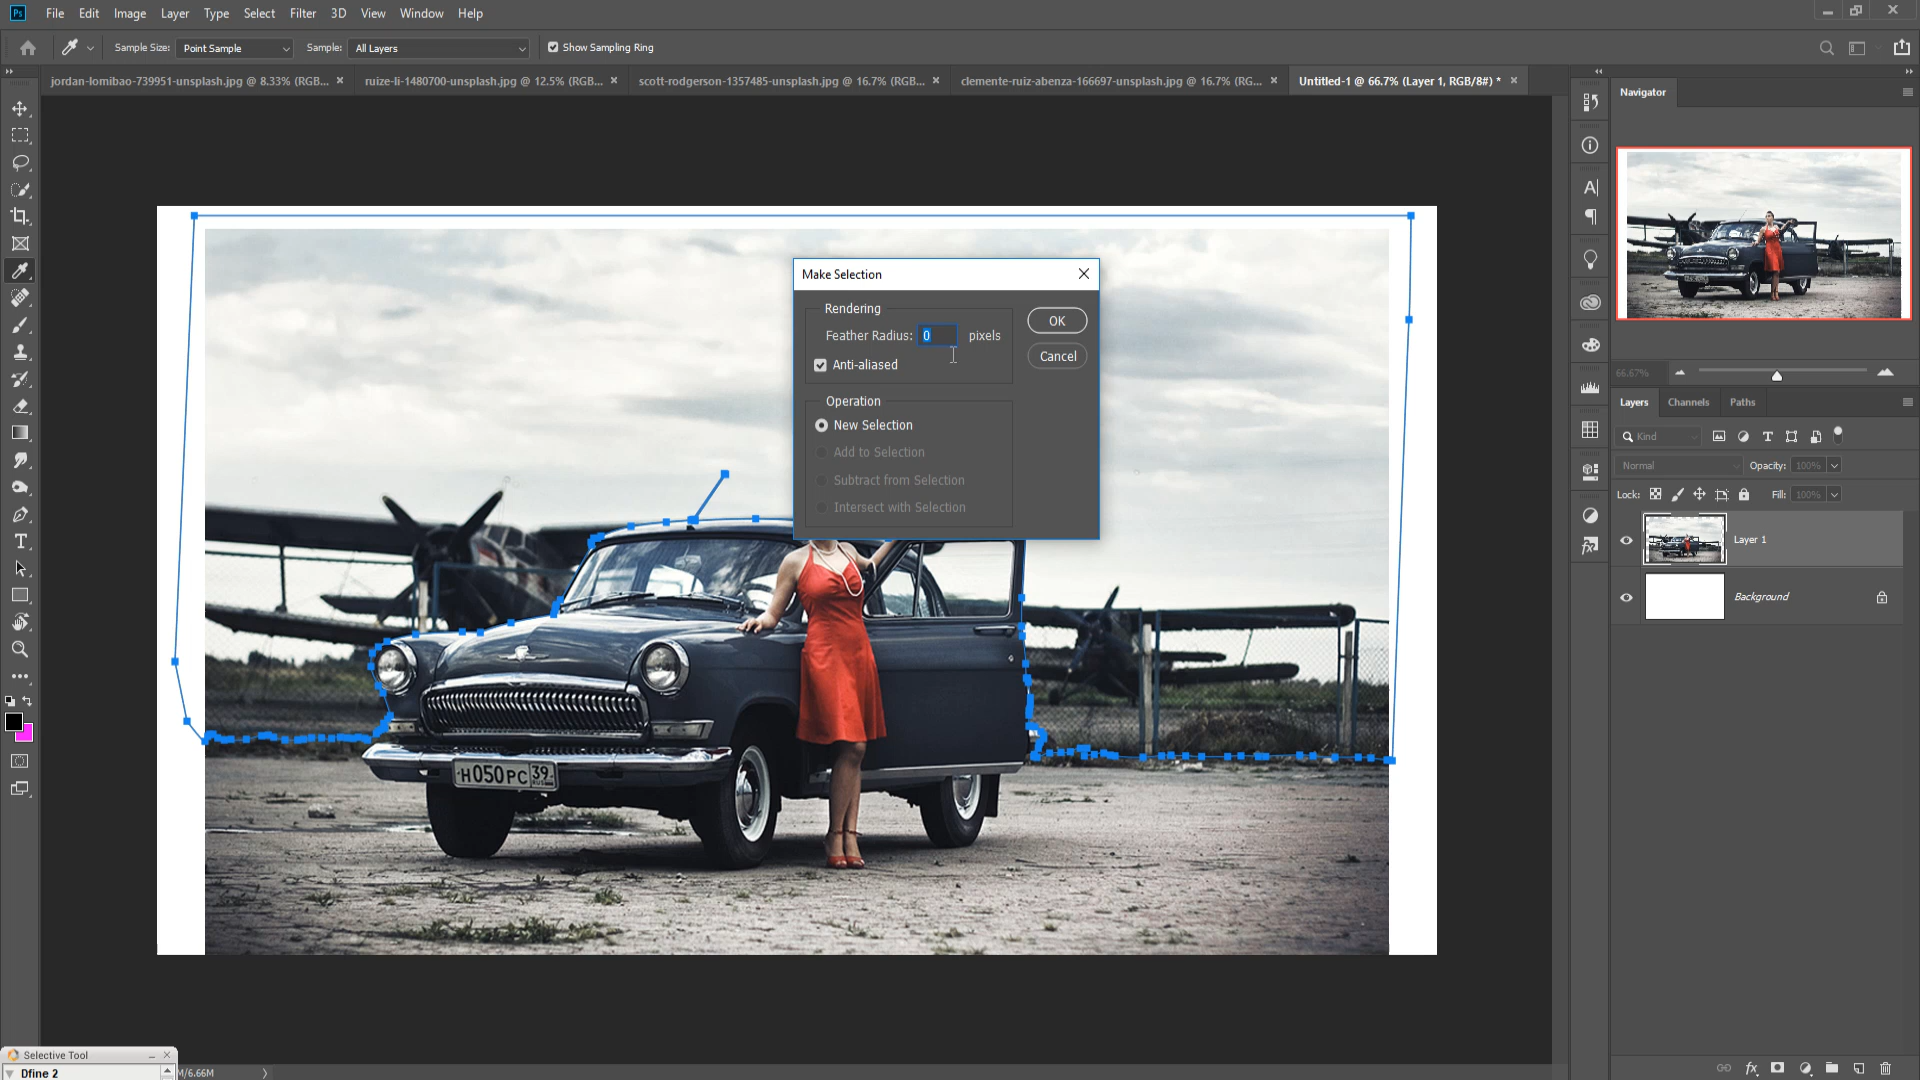 Ps File Edit Image Layer Type Select Filter 3D View Window Help
Sample Size: Point Sample Sample: All Layers Show Sampling Ring
jordan-lomibao-739951-unsplash.jpg @ 8.33% (RGB... × ruize-li-1480700-unsplash.jpg @ 12.5% (RGB... × scott-rodgerson-1357485-unsplash.jpg @ 16.7% (RGB... × clemente-ruiz-abenza-166697-unsplash.jpg @ 16.7% (RG... × Untitled-1 @ 66.7% (Layer 1, RGB/8#) * ×
Navigator
Make Selection
Rendering
Feather Radius: 0 pixels
Anti-aliased
OK
Cancel
Operation
New Selection
Add to Selection
Subtract from Selection
Intersect with Selection
66.67%
Layers Channels Paths
Kind
Normal Opacity: 100%
Lock: Fill: 100%
Layer 1
Background
Н050РС 39
RUS
Selective Tool
Dfine 2
M/6.66M